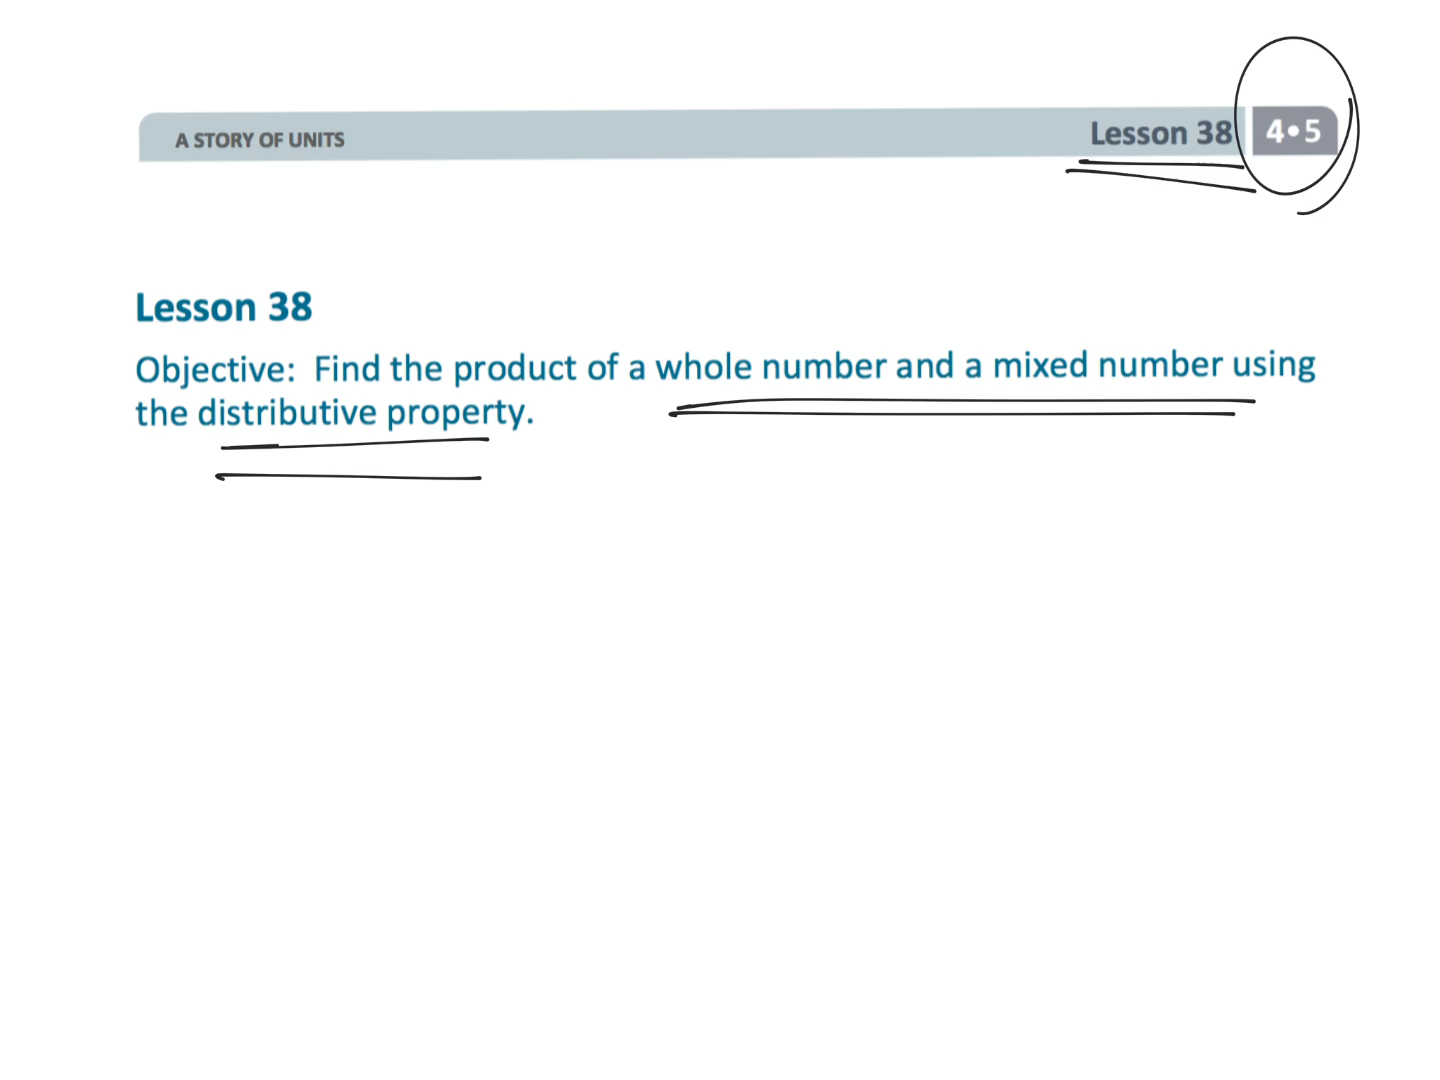 A STORY OF UNITS
Lesson 38
4•5
Lesson 38
Objective: Find the product of a whole number and a mixed number using
the distributive property.